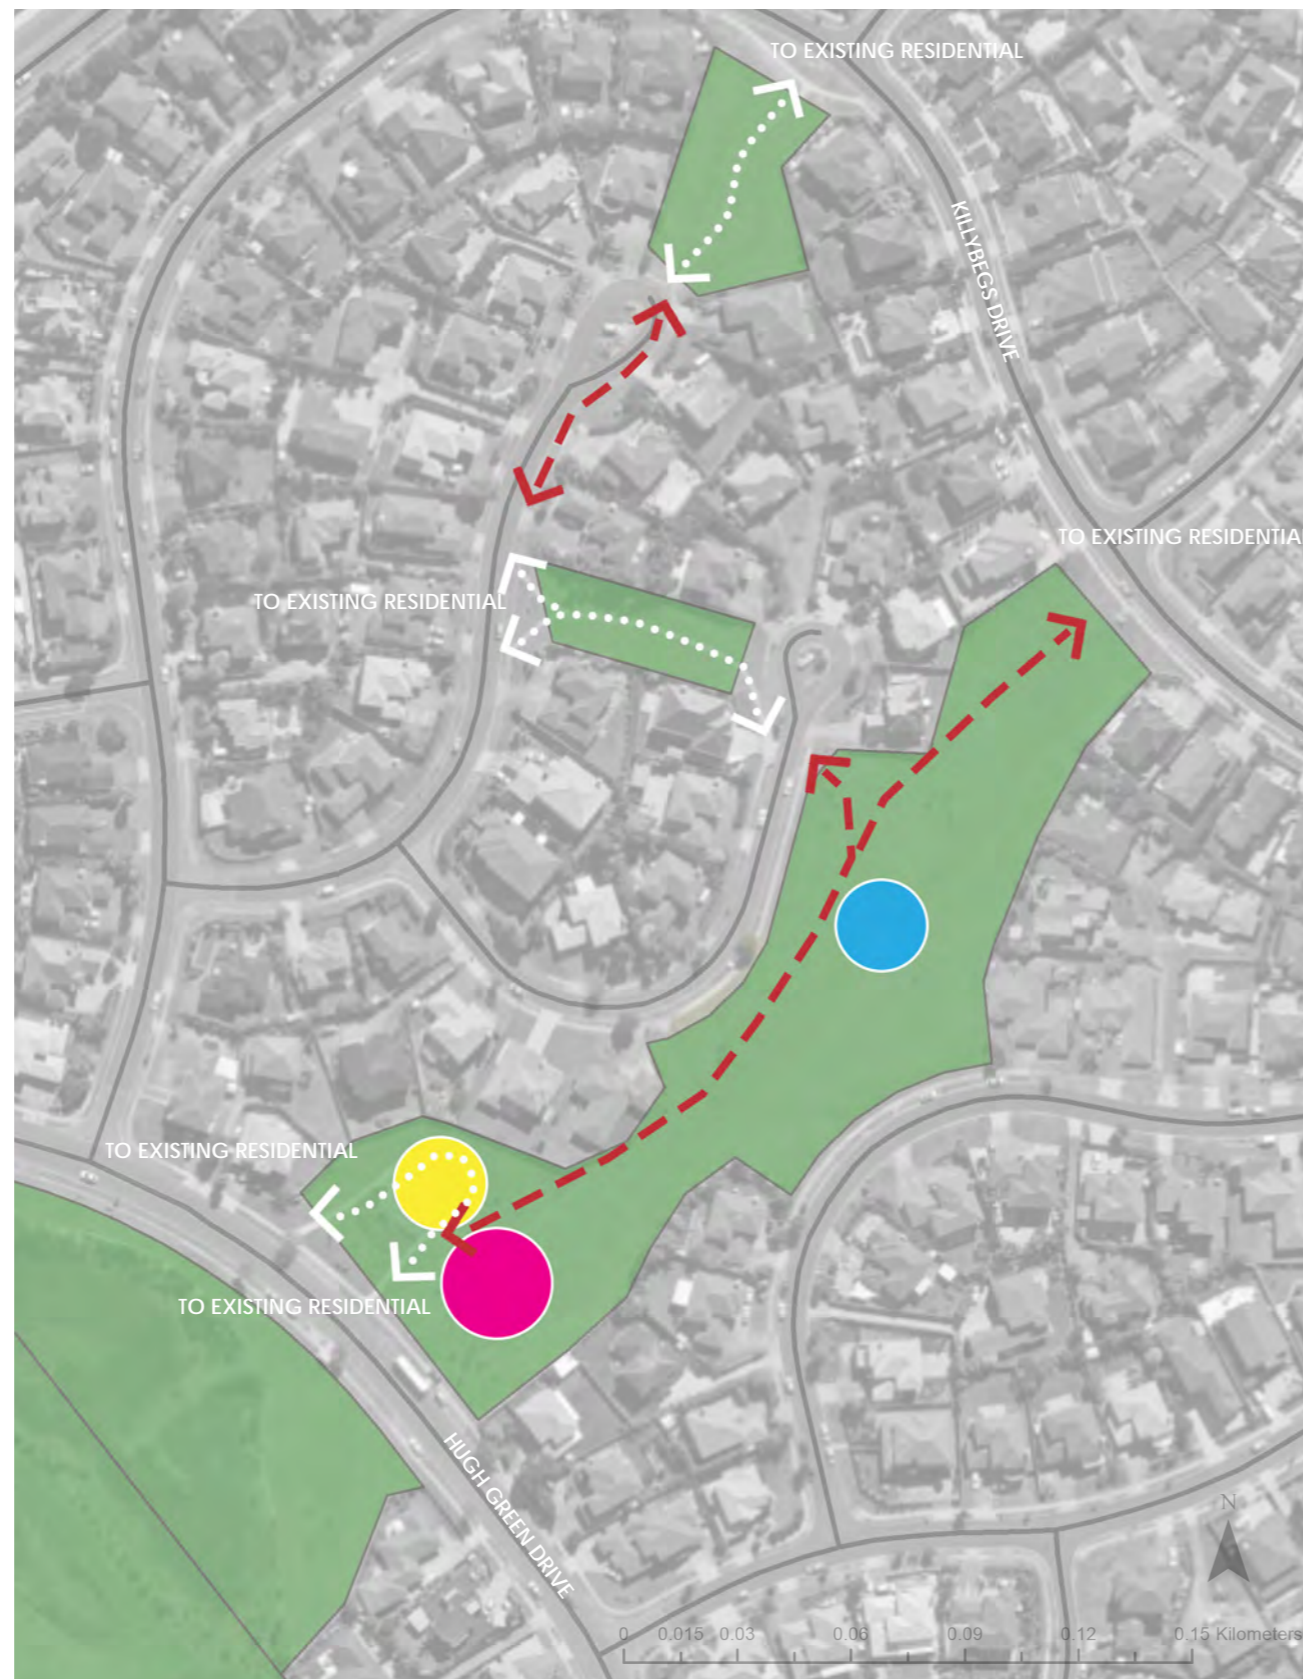 TO EXISTING RESIDENTIAL
KILLYBEGS DRIVE
TO EXISTING RESIDENTIA
TO EXISTING RESIDENTIAL
TO EXISTING RESIDENTIAL
TO EXISTING RESIDENTIAL
HUGH GREEN DRIVE
N
0 0.015 0.03 0.06 0.09 0.12 0.15 Kilometers